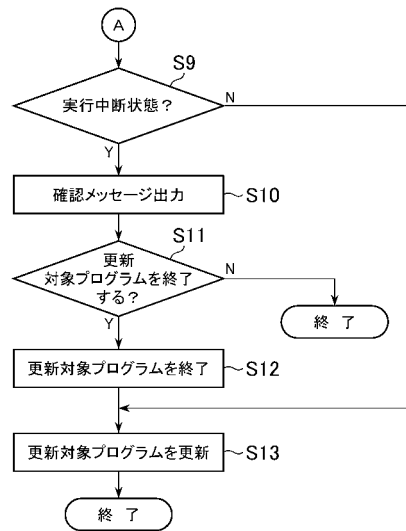 A
S9
実行中断状態？
N
Y
確認メッセージ出力
S10
S11
更新
対象プログラムを終了
する？
N
Y
終 了
更新対象プログラムを終了
S12
更新対象プログラムを更新
S13
終 了